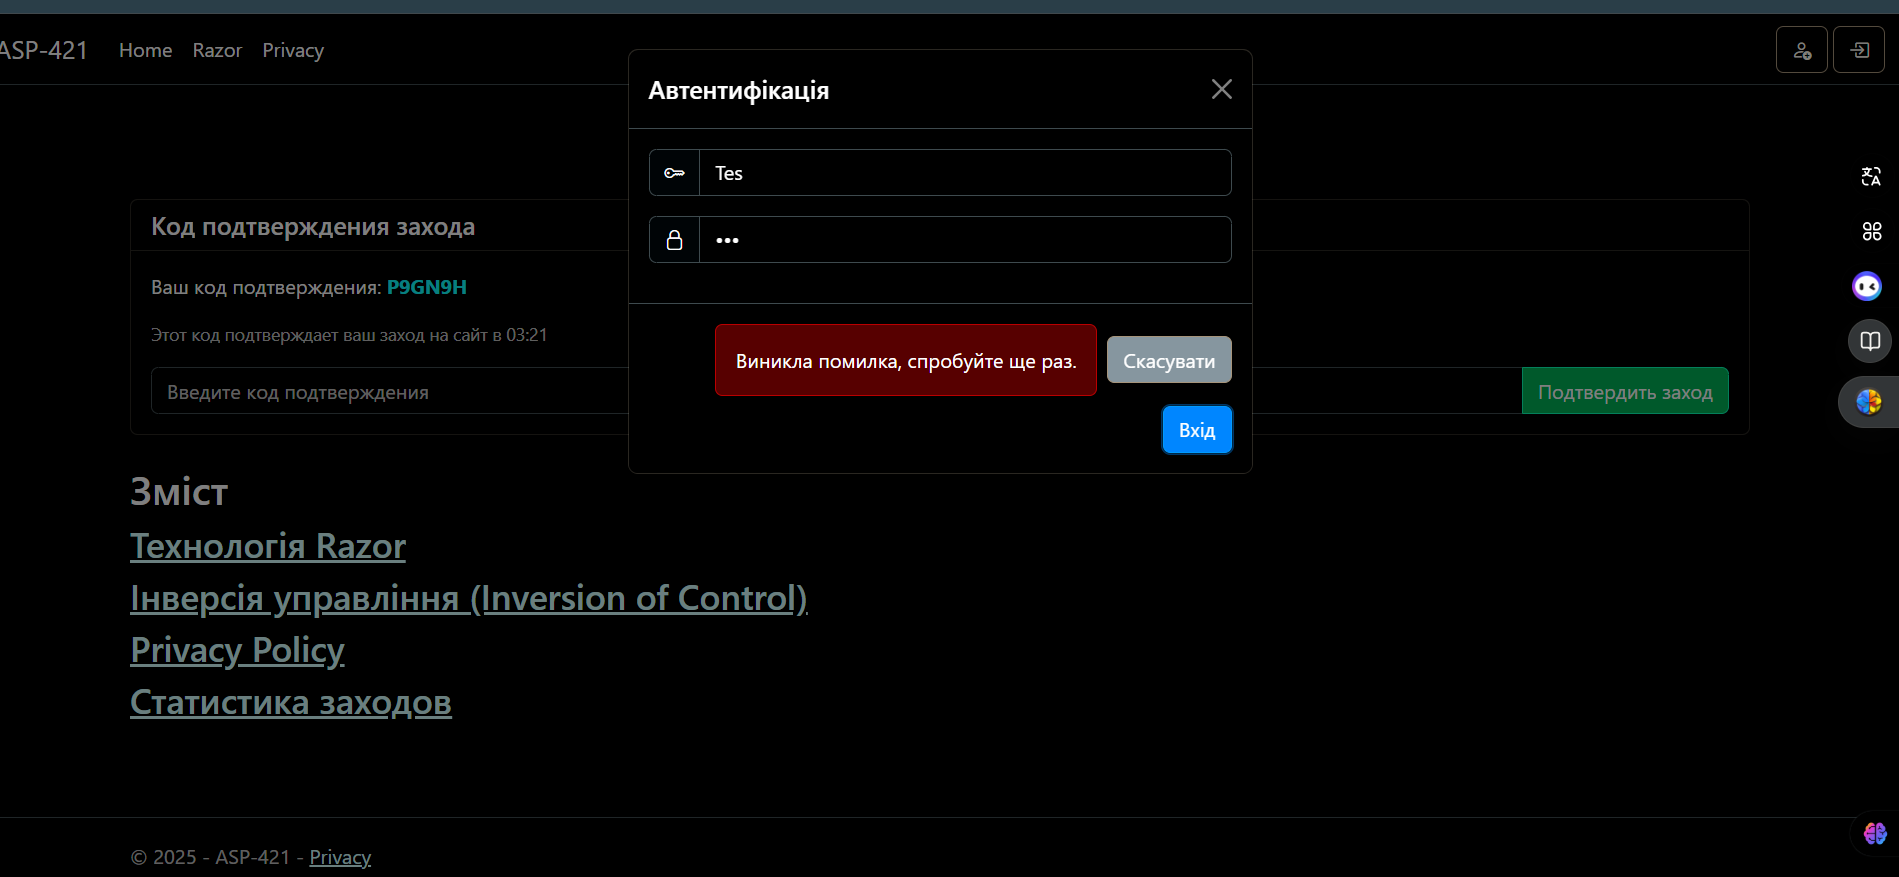 ASP-421 Home Razor Privacy
Автентифікація
Tes
Код подтверждения захода
Ваш код подтверждения: P9GN9H
Этот код подтверждает ваш заход на сайт в 03:21
Виникла помилка, спробуйте ще раз. Скасувати
Введите код подтверждения Подтвердить заход
Вхід
Зміст
Технологія Razor
Інверсія управління (Inversion of Control)
Privacy Policy
Статистика заходов
© 2025 - ASP-421 - Privacy